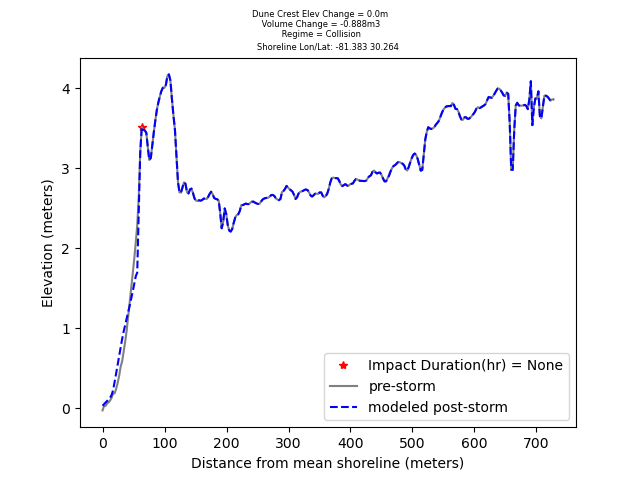 Dune Crest Elev Change = 0.0m
Volume Change = -0.888m3
Regime = Collision
Shoreline Lon/Lat: -81.383 30.264
4
3
2
1
0
Elevation (meters)
Impact Duration(hr) = None
pre-storm
modeled post-storm
0 100 200 300 400 500 600 700
Distance from mean shoreline (meters)